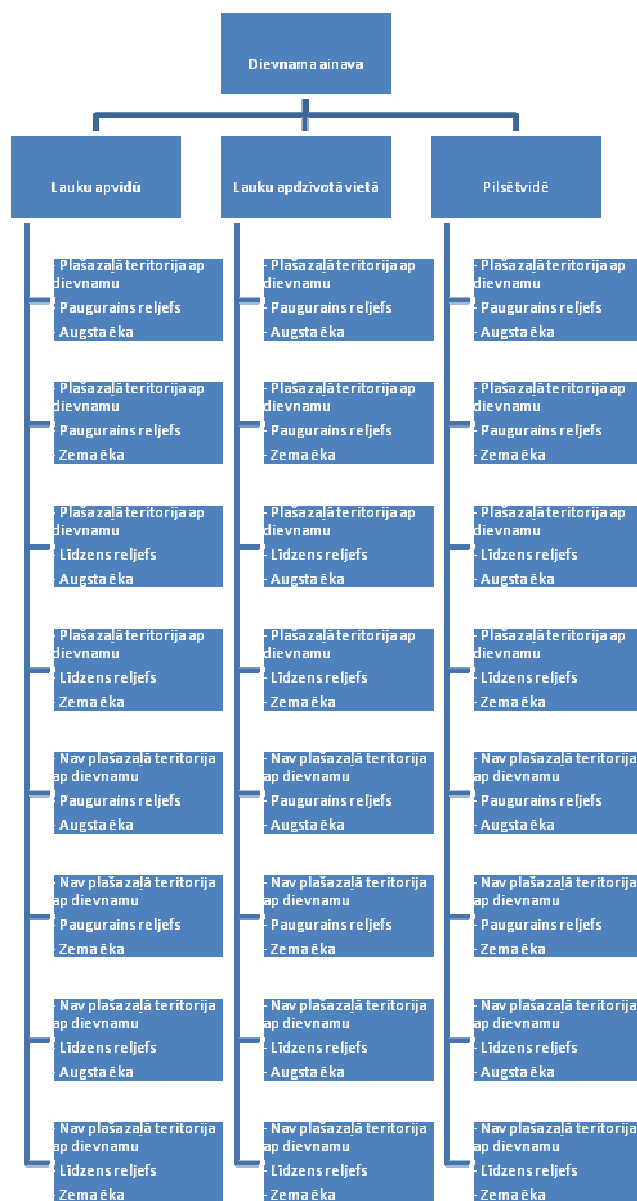 Dievnama ainava
Lauku apvidū
Lauku apdzīvotā vietā
Pilsētvidē
- Plaša zaļā teritorija ap
dievnamu
- Paugurains reljefs
- Augsta ēka
- Plaša zaļā teritorija ap
dievnamu
- Paugurains reljefs
- Zema ēka
- Plaša zaļā teritorija ap
dievnamu
- Līdzens reljefs
- Augsta ēka
- Plaša zaļā teritorija ap
dievnamu
- Līdzens reljefs
- Zema ēka
- Nav plaša zaļā teritorija
ap dievnamu
- Paugurains reljefs
- Augsta ēka
- Nav plaša zaļā teritorija
ap dievnamu
- Paugurains reljefs
- Zema ēka
- Nav plaša zaļā teritorija
ap dievnamu
- Līdzens reljefs
- Augsta ēka
- Nav plaša zaļā teritorija
ap dievnamu
- Līdzens reljefs
- Zema ēka
- Plaša zaļā teritorija ap
dievnamu
- Paugurains reljefs
- Augsta ēka
- Plaša zaļā teritorija ap
dievnamu
- Paugurains reljefs
- Zema ēka
- Plaša zaļā teritorija ap
dievnamu
- Līdzens reljefs
- Augsta ēka
- Plaša zaļā teritorija ap
dievnamu
- Līdzens reljefs
- Zema ēka
- Nav plaša zaļā teritorija
ap dievnamu
- Paugurains reljefs
- Augsta ēka
- Nav plaša zaļā teritorija
ap dievnamu
- Paugurains reljefs
- Zema ēka
- Nav plaša zaļā teritorija
ap dievnamu
- Līdzens reljefs
- Augsta ēka
- Nav plaša zaļā teritorija
ap dievnamu
- Līdzens reljefs
- Zema ēka
- Plaša zaļā teritorija ap
dievnamu
- Paugurains reljefs
- Augsta ēka
- Plaša zaļā teritorija ap
dievnamu
- Paugurains reljefs
- Zema ēka
- Plaša zaļā teritorija ap
dievnamu
- Līdzens reljefs
- Augsta ēka
- Plaša zaļā teritorija ap
dievnamu
- Līdzens reljefs
- Zema ēka
- Nav plaša zaļā teritorija
ap dievnamu
- Paugurains reljefs
- Augsta ēka
- Nav plaša zaļā teritorija
ap dievnamu
- Paugurains reljefs
- Zema ēka
- Nav plaša zaļā teritorija
ap dievnamu
- Līdzens reljefs
- Augsta ēka
- Nav plaša zaļā teritorija
ap dievnamu
- Līdzens reljefs
- Zema ēka